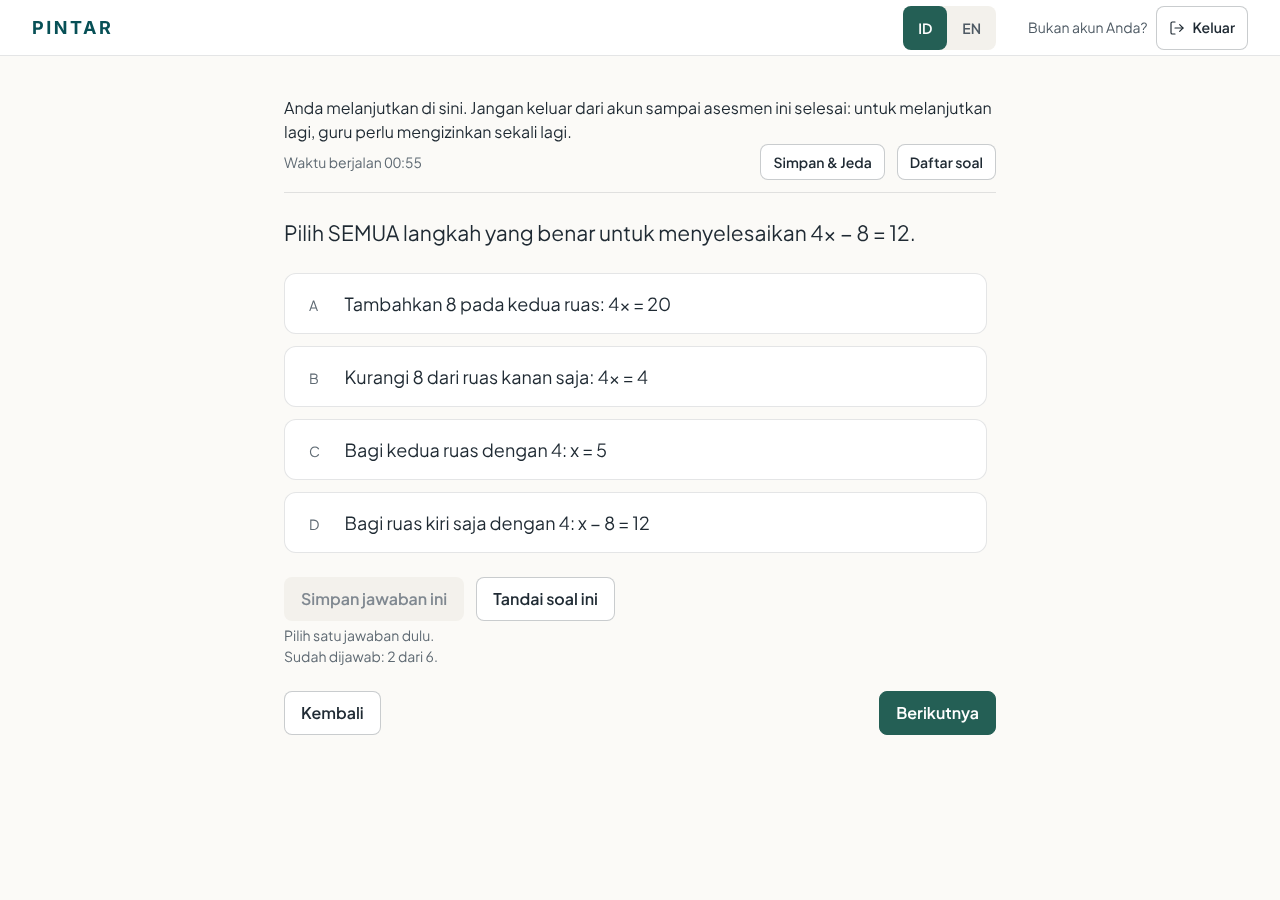 PINTAR
ID
EN
Bukan akun Anda?
Keluar
Anda melanjutkan di sini. Jangan keluar dari akun sampai asesmen ini selesai: untuk melanjutkan
lagi, guru perlu mengizinkan sekali lagi.
Waktu berjalan 00:55
Simpan & Jeda
Daftar soal
Pilih SEMUA langkah yang benar untuk menyelesaikan 4× − 8 = 12.
A Tambahkan 8 pada kedua ruas: 4× = 20
B Kurangi 8 dari ruas kanan saja: 4× = 4
C Bagi kedua ruas dengan 4: x = 5
D Bagi ruas kiri saja dengan 4: x − 8 = 12
Simpan jawaban ini
Tandai soal ini
Pilih satu jawaban dulu.
Sudah dijawab: 2 dari 6.
Kembali
Berikutnya